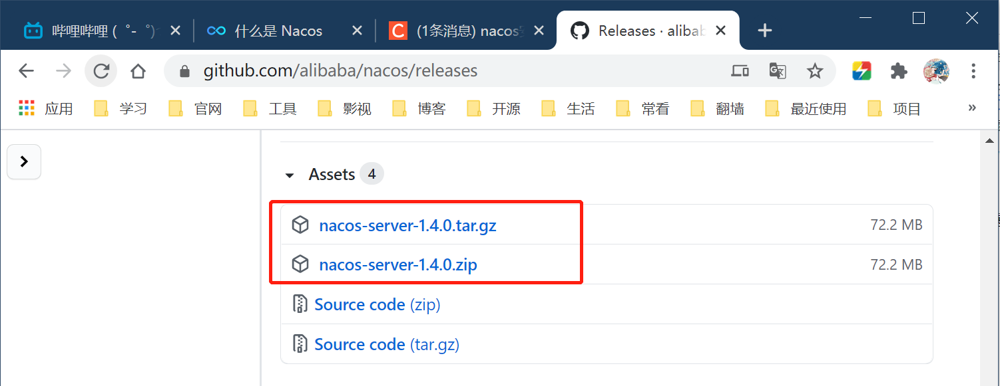 哔哩哔哩 ( ゜- ゜)
什么是 Nacos
C (1条消息) nacos
Releases · alibab
github.com/alibaba/nacos/releases
应用 学习 官网 工具 影视 博客 开源 生活 常看 翻墙 最近使用 项目 »
Assets 4
nacos-server-1.4.0.tar.gz 72.2 MB
nacos-server-1.4.0.zip 72.2 MB
Source code (zip)
Source code (tar.gz)